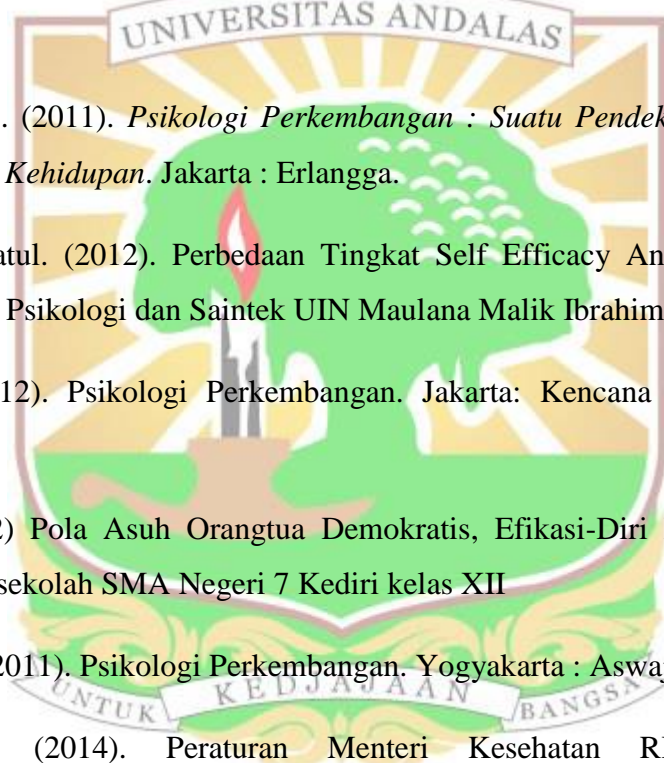 UNIVERSITAS ANDALAS
. (2011). Psikologi Perkembangan : Suatu Pendek
Kehidupan. Jakarta : Erlangga.
atul. (2012). Perbedaan Tingkat Self Efficacy An
Psikologi dan Saintek UIN Maulana Malik Ibrahim
12). Psikologi Perkembangan. Jakarta: Kencana
2) Pola Asuh Orangtua Demokratis, Efikasi-Diri
sekolah SMA Negeri 7 Kediri kelas XII
2011). Psikologi Perkembangan. Yogyakarta : Aswaj
UNTUK KEDJAJAAN BANGSA
(2014). Peraturan Menteri Kesehatan R